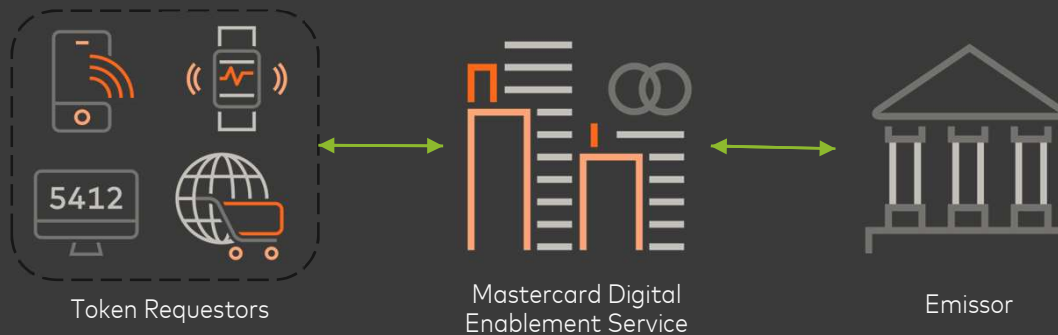 5412
Token Requestors
Mastercard Digital
Enablement Service
Emissor